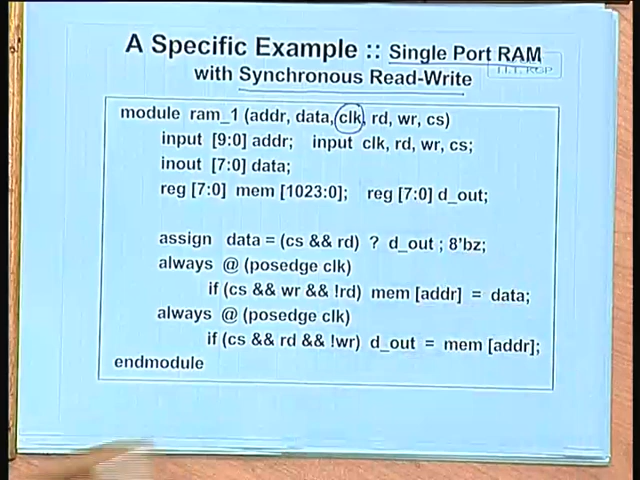 A Specific Example :: Single Port RAM
I.I.T. KGP
with Synchronous Read-Write
module ram_1 (addr, data, clk, rd, wr, cs)
input [9:0] addr; input clk, rd, wr, cs;
inout [7:0] data;
reg [7:0] mem [1023:0]; reg [7:0] d_out;
assign data = (cs && rd) ? d_out ; 8'bz;
always @ (posedge clk)
if (cs && wr && !rd) mem [addr] = data;
always @ (posedge clk)
if (cs && rd && !wr) d_out = mem [addr];
endmodule